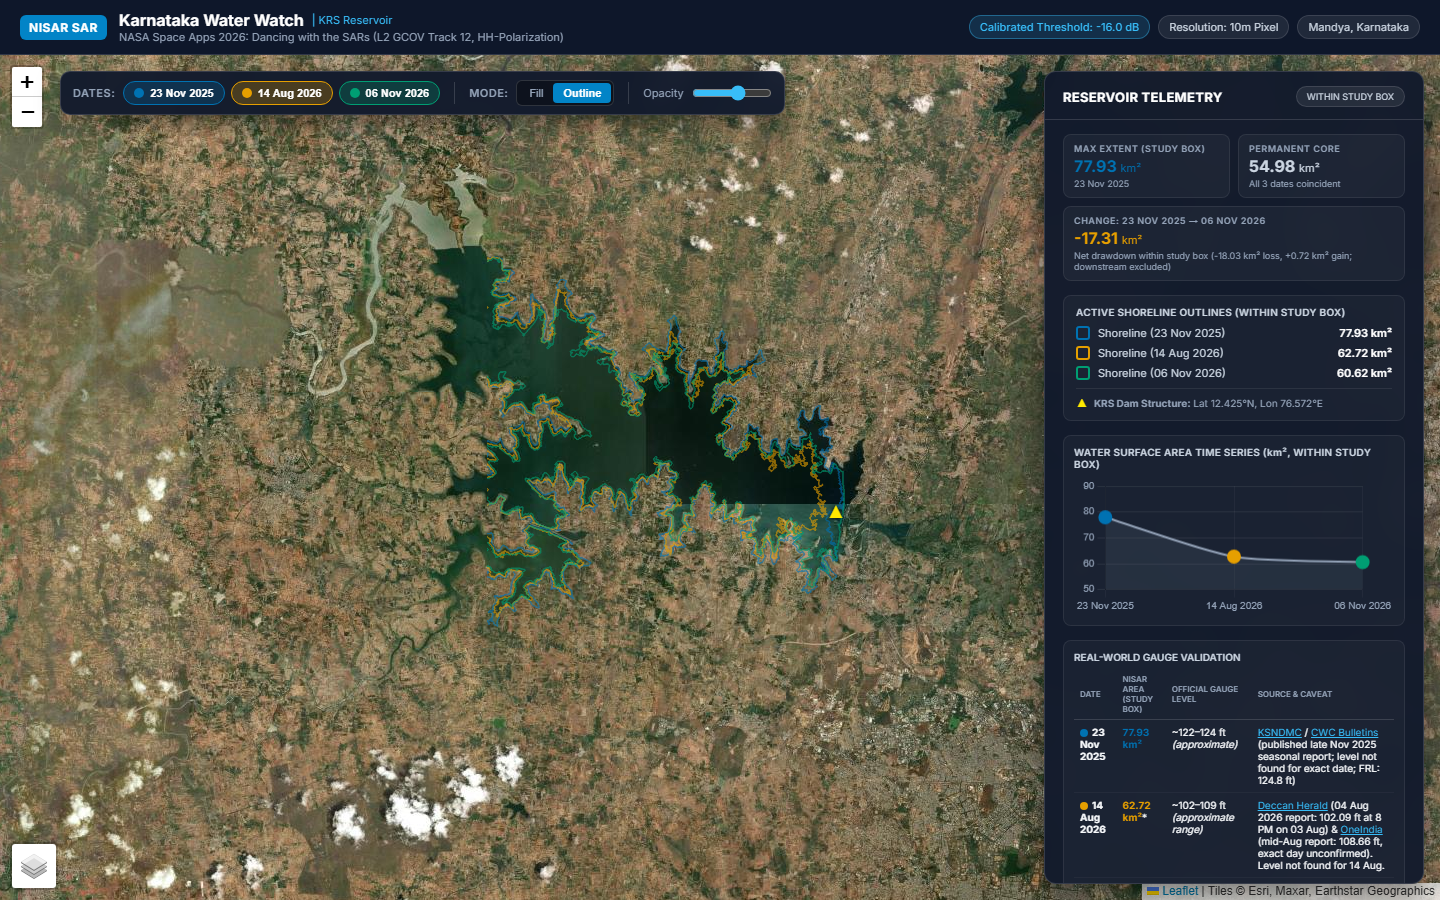 NISAR SAR
Karnataka Water Watch | KRS Reservoir
NASA Space Apps 2026: Dancing with the SARs (L2 GCOV Track 12, HH-Polarization)
Calibrated Threshold: -16.0 dB
Resolution: 10m Pixel
Mandya, Karnataka
+
−
DATES: 23 Nov 2025 14 Aug 2026 06 Nov 2026 MODE: Fill Outline Opacity
RESERVOIR TELEMETRY
WITHIN STUDY BOX
MAX EXTENT (STUDY BOX)
77.93 km²
23 Nov 2025
PERMANENT CORE
54.98 km²
All 3 dates coincident
CHANGE: 23 NOV 2025 → 06 NOV 2026
-17.31 km²
Net drawdown within study box (-18.03 km² loss, +0.72 km² gain;
downstream excluded)
ACTIVE SHORELINE OUTLINES (WITHIN STUDY BOX)
Shoreline (23 Nov 2025) 77.93 km²
Shoreline (14 Aug 2026) 62.72 km²
Shoreline (06 Nov 2026) 60.62 km²
KRS Dam Structure: Lat 12.425°N, Lon 76.572°E
WATER SURFACE AREA TIME SERIES (km², WITHIN STUDY
BOX)
90
80
70
60
50
23 Nov 2025 14 Aug 2026 06 Nov 2026
REAL-WORLD GAUGE VALIDATION
DATE
NISAR
AREA
(STUDY
BOX)
OFFICIAL GAUGE
LEVEL
SOURCE & CAVEAT
23
Nov
2025
77.93
km²
~122–124 ft
(approximate)
KSNDMC / CWC Bulletins
(published late Nov 2025
seasonal report; level not
found for exact date; FRL:
124.8 ft)
14
Aug
2026
62.72
km²*
~102–109 ft
(approximate
range)
Deccan Herald (04 Aug
2026 report: 102.09 ft at 8
PM on 03 Aug) & OneIndia
(mid-Aug report: 108.66 ft,
exact day unconfirmed).
Level not found for 14 Aug.
Leaflet | Tiles © Esri, Maxar, Earthstar Geographics